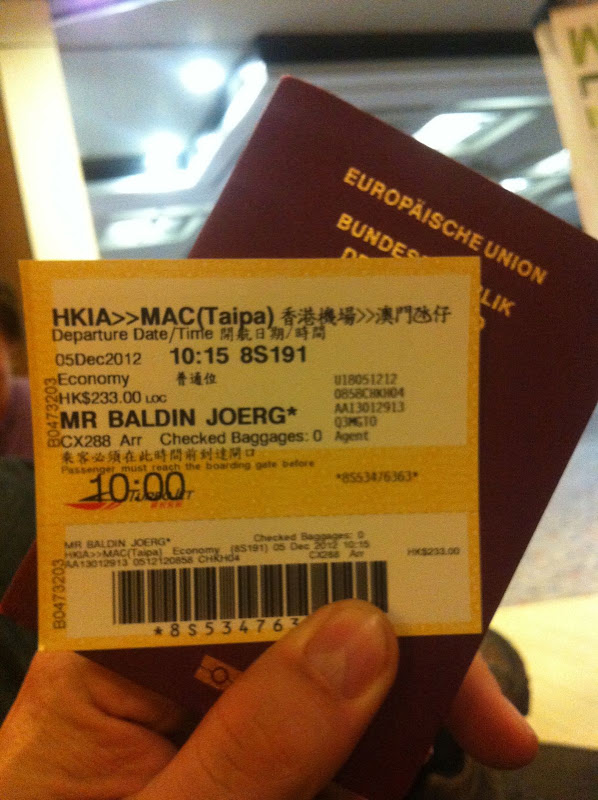 EUROPÄISCHE UNION
HKIA>>MAC(Taipa) 香港機場>>澳門氹仔
Departure Date/Time 開航日期/時間
05Dec2012 10:15 8S191
Economy 普通位
HK$233.00 LOC
MR BALDIN JOERG*
CX288 Arr Checked Baggages: 0
U18051212
0858CHKH04
AA13012913
Q3MGTO
Agent
乘客必須在此時間前到達閘口
Passenger must reach the boarding gate before
10:00 TURBOJET
*8S53476363*
B0473203
MR BALDIN JOERG* Checked Baggages: 0
HKIA>>MAC(Taipa) Economy (8S191) 05 Dec 2012 10:15
AA13012913 0512120858 CHKH04 CX288 Arr HK$233.00
B0473203
*8S534763